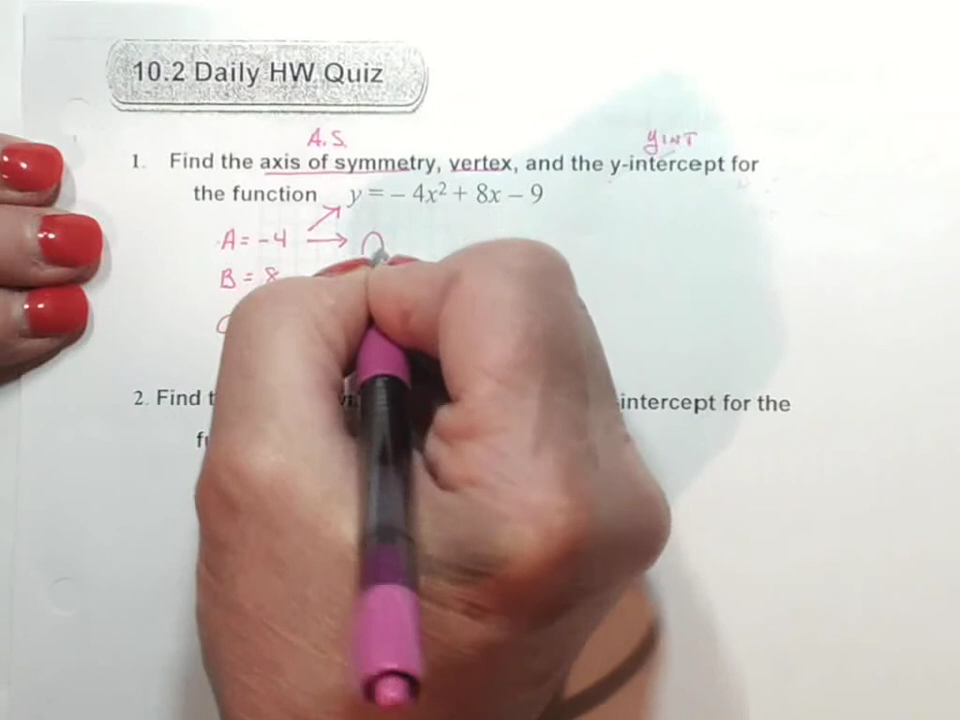 10.2 Daily HW Quiz
A.S. YINT
1. Find the axis of symmetry, vertex, and the y-intercept for
the function y = – 4x² + 8x – 9
A = -4
B = 8
2. Find
intercept for the